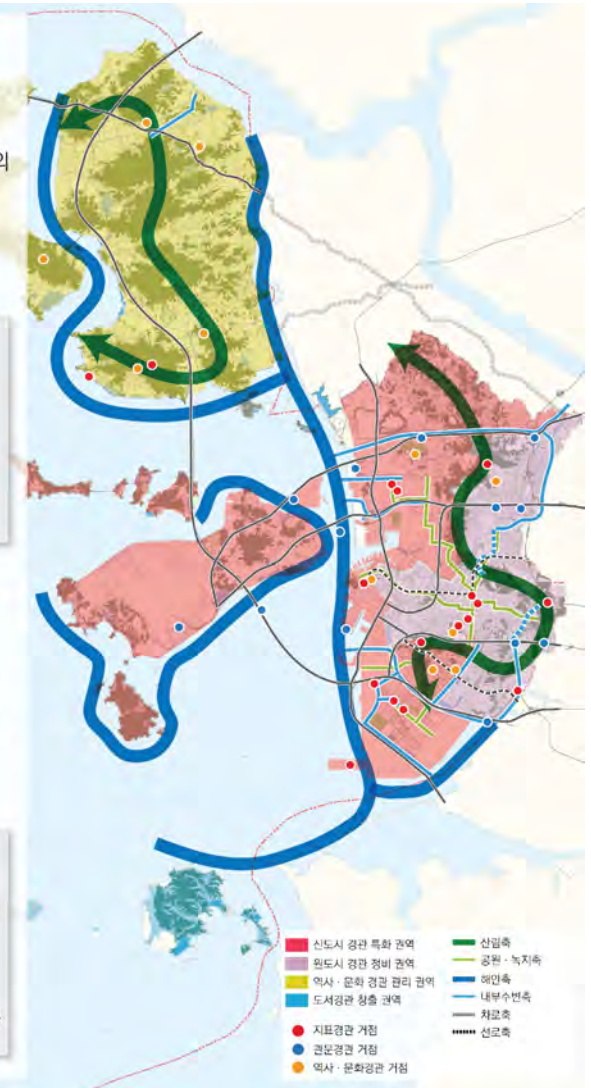 의
신도시 경관 특화 권역
원도시 경관 정비 권역
역사 · 문화 경관 관리 권역
도서경관 창출 권역
지표경관 거점
관문경관 거점
역사 · 문화경관 거점
산림축
공원 · 녹지축
해안축
내부수변축
차로축
선로축